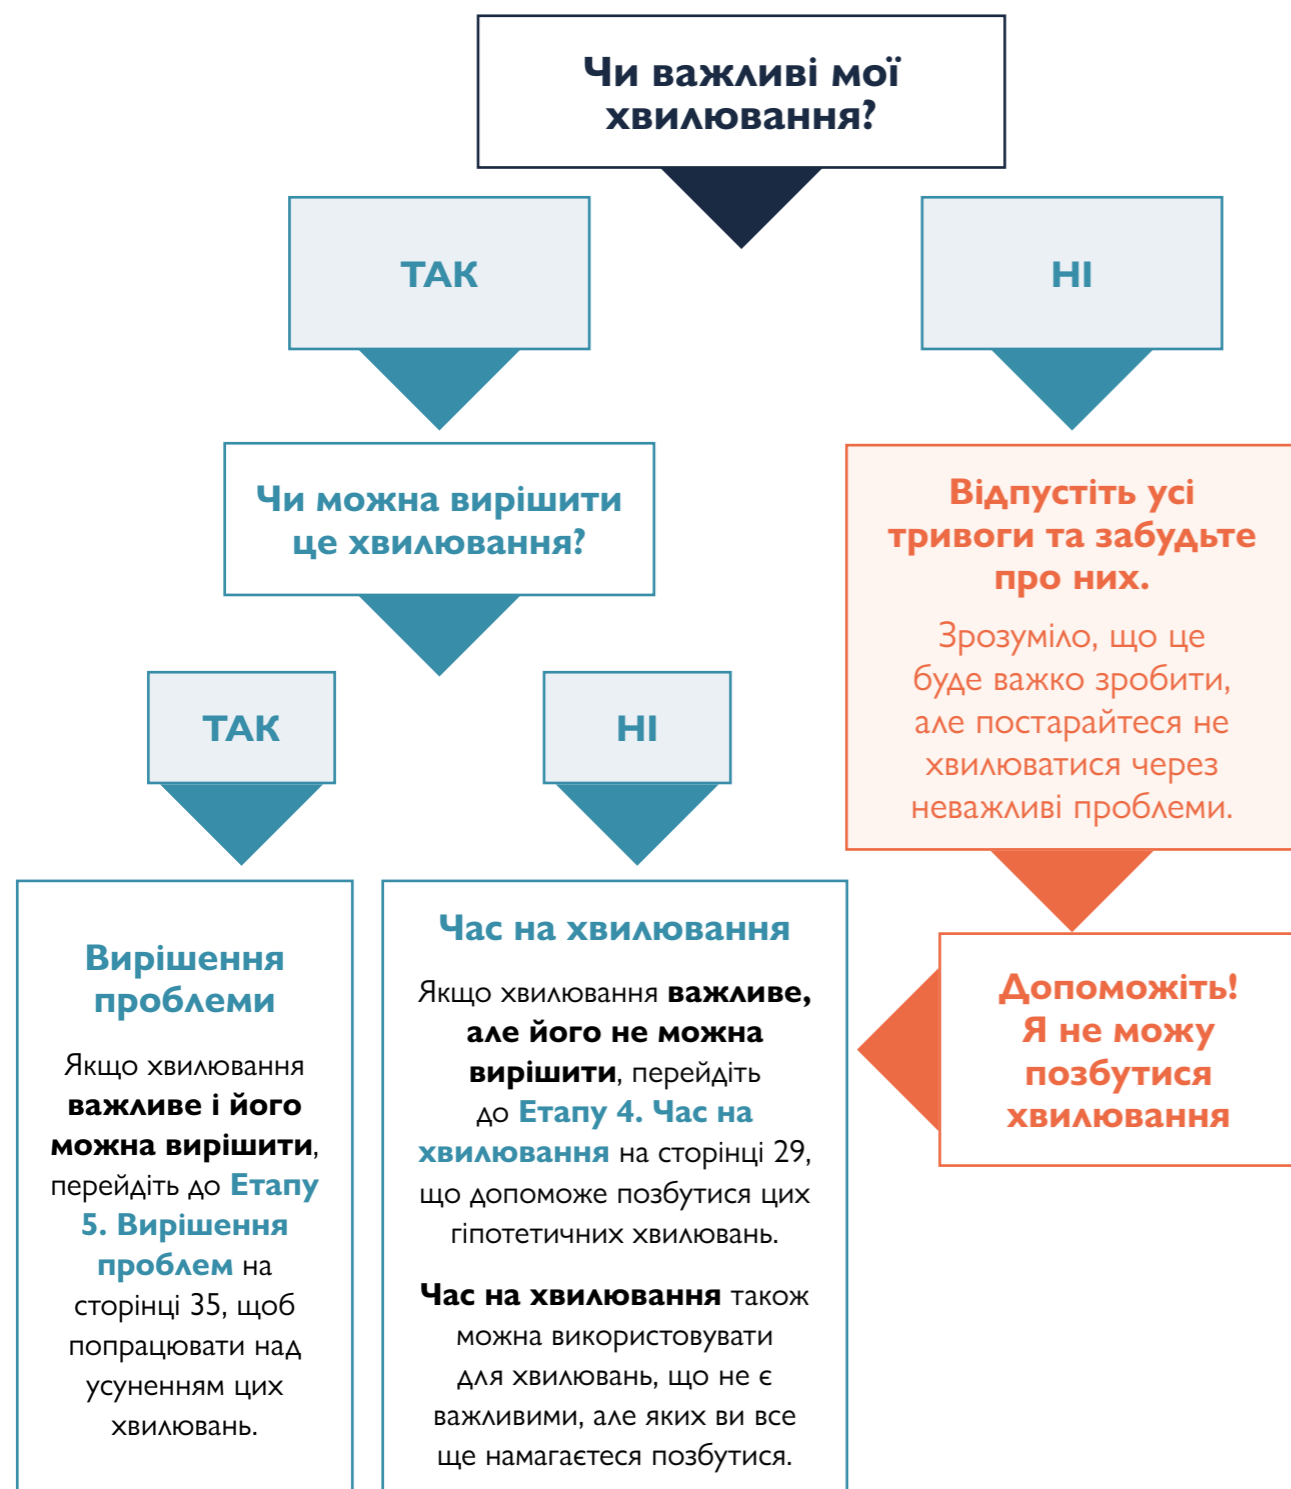 Чи важливі мої
хвилювання?
ТАК
НІ
Чи можна вирішити
це хвилювання?
Відпустіть усі
тривоги та забудьте
про них.
Зрозуміло, що це
буде важко зробити,
але постарайтеся не
хвилюватися через
неважливі проблеми.
ТАК
НІ
Вирішення
проблеми
Якщо хвилювання
важливе і його
можна вирішити,
перейдіть до Етапу
5. Вирішення
проблем на
сторінці 35, щоб
попрацювати над
усуненням цих
хвилювань.
Час на хвилювання
Якщо хвилювання важливе,
але його не можна
вирішити, перейдіть
до Етапу 4. Час на
хвилювання на сторінці 29,
що допоможе позбутися цих
гіпотетичних хвилювань.
Час на хвилювання також
можна використовувати
для хвилювань, що не є
важливими, але яких ви все
ще намагаєтеся позбутися.
Допоможіть!
Я не можу
позбутися
хвилювання